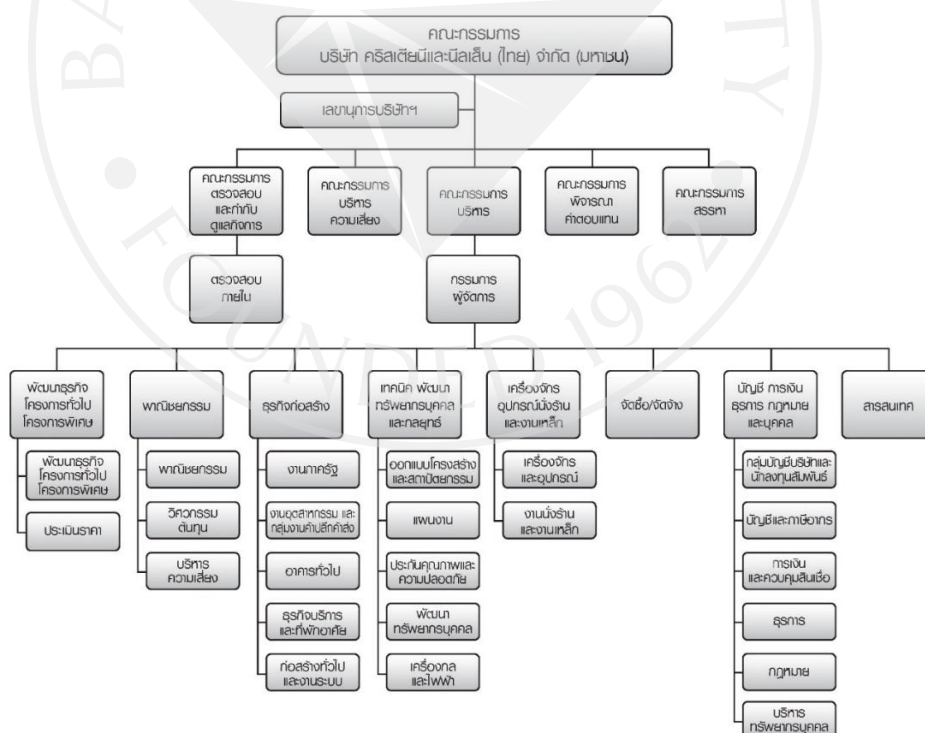 คณะกรรมการ
บริษัท คริสเตียนีและนีลเส็น (ไทย) จำกัด (มหาชน)
เลขานุการบริษัทฯ
คณะกรรมการ
ตรวจสอบ
และกำกับ
ดูแลกิจการ
คณะกรรมการ
บริหาร
ความเสี่ยง
คณะกรรมการ
บริหาร
คณะกรรมการ
พิจารณา
ค่าตอบแทน
คณะกรรมการ
สรรหา
ตรวจสอบ
ภายใน
กรรมการ
ผู้จัดการ
พัฒนาธุรกิจ
โครงการทั่วไป
โครงการพิเศษ
พาณิชยกรรม
ธุรกิจก่อสร้าง
เทคนิค พัฒนา
ทรัพยากรบุคคล
และกลยุทธ์
เครื่องจักร
อุปกรณ์นั่งร้าน
และงานเหล็ก
จัดซื้อ/จัดจ้าง
บัญชี การเงิน
ธุรการ กฎหมาย
และบุคคล
สารสนเทศ
พัฒนาธุรกิจ
โครงการทั่วไป
โครงการพิเศษ
ประเมินราคา
พาณิชยกรรม
วิศวกรรม
ต้นทุน
บริหาร
ความเสี่ยง
งานภาครัฐ
งานอุตสาหกรรม และ
กลุ่มงานค้าปลีกค้าส่ง
อาคารทั่วไป
ธุรกิจบริการ
และที่พักอาศัย
ก่อสร้างทั่วไป
และงานระบบ
ออกแบบโครงสร้าง
และสถาปัตยกรรม
แผนงาน
ประกันคุณภาพและ
ความปลอดภัย
พัฒนา
ทรัพยากรบุคคล
เครื่องกล
และไฟฟ้า
เครื่องจักร
และอุปกรณ์
งานนั่งร้าน
และงานเหล็ก
กลุ่มบัญชีบริษัทและ
นักลงทุนสัมพันธ์
บัญชีและภาษีอากร
การเงิน
และควบคุมสินเชื่อ
ธุรการ
กฎหมาย
บริหาร
ทรัพยากรบุคคล
FOUNDED 1962